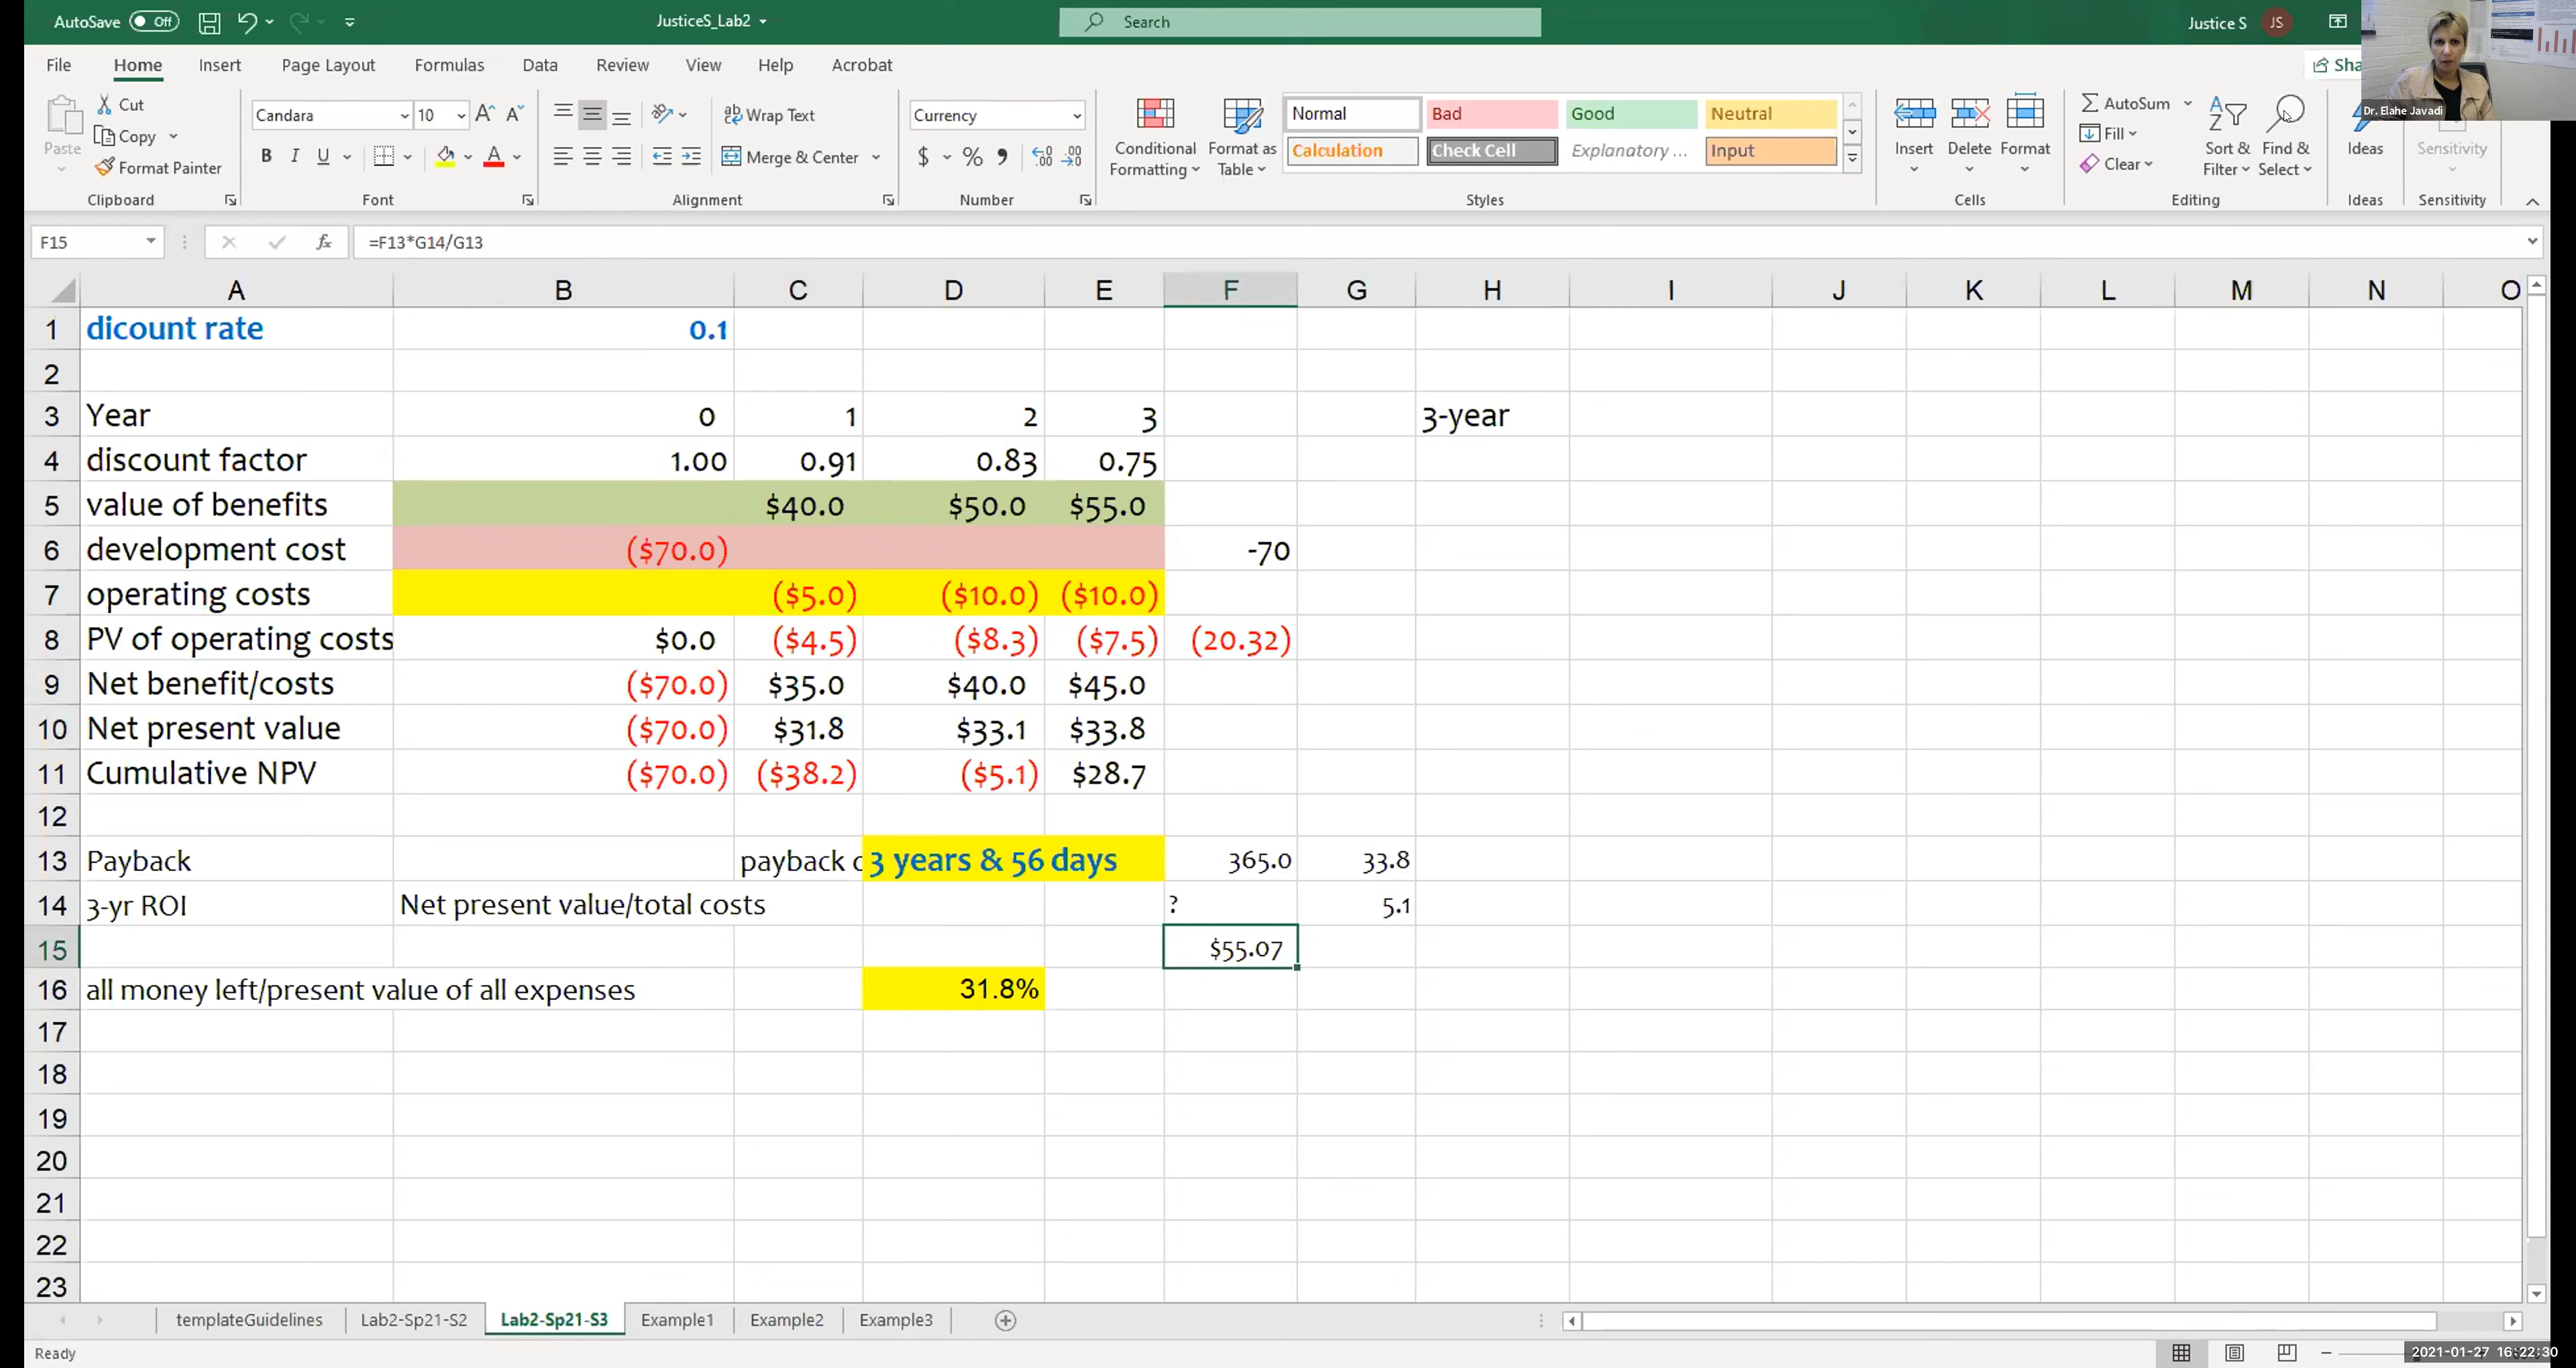 AutoSave Off JusticeS_Lab2 Search Justice S JS
File Home Insert Page Layout Formulas Data Review View Help Acrobat Sha
Paste Cut Copy Format Painter Clipboard
Candara 10 B I U Font
Wrap Text Merge & Center Alignment
Currency $ % Number
Conditional Formatting Format as Table
Normal Bad Good Neutral
Calculation Check Cell Explanatory ... Input
Styles
Insert Delete Format Cells
AutoSum Fill Clear Sort & Filter Find & Select Editing
Ideas Ideas
Sensitivity Sensitivity
Dr. Elahe Javadi
F15 fx =F13*G14/G13
A B C D E F G H I J K L M N O
1 dicount rate 0.1
2
3 Year 0 1 2 3 3-year
4 discount factor 1.00 0.91 0.83 0.75
5 value of benefits $40.0 $50.0 $55.0
6 development cost ($70.0) -70
7 operating costs ($5.0) ($10.0) ($10.0)
8 PV of operating costs $0.0 ($4.5) ($8.3) ($7.5) (20.32)
9 Net benefit/costs ($70.0) $35.0 $40.0 $45.0
10 Net present value ($70.0) $31.8 $33.1 $33.8
11 Cumulative NPV ($70.0) ($38.2) ($5.1) $28.7
12
13 Payback payback c 3 years & 56 days 365.0 33.8
14 3-yr ROI Net present value/total costs ? 5.1
15 $55.07
16 all money left/present value of all expenses 31.8%
17
18
19
20
21
22
23
templateGuidelines Lab2-Sp21-S2 Lab2-Sp21-S3 Example1 Example2 Example3
Ready 2021-01-27 16:22:30